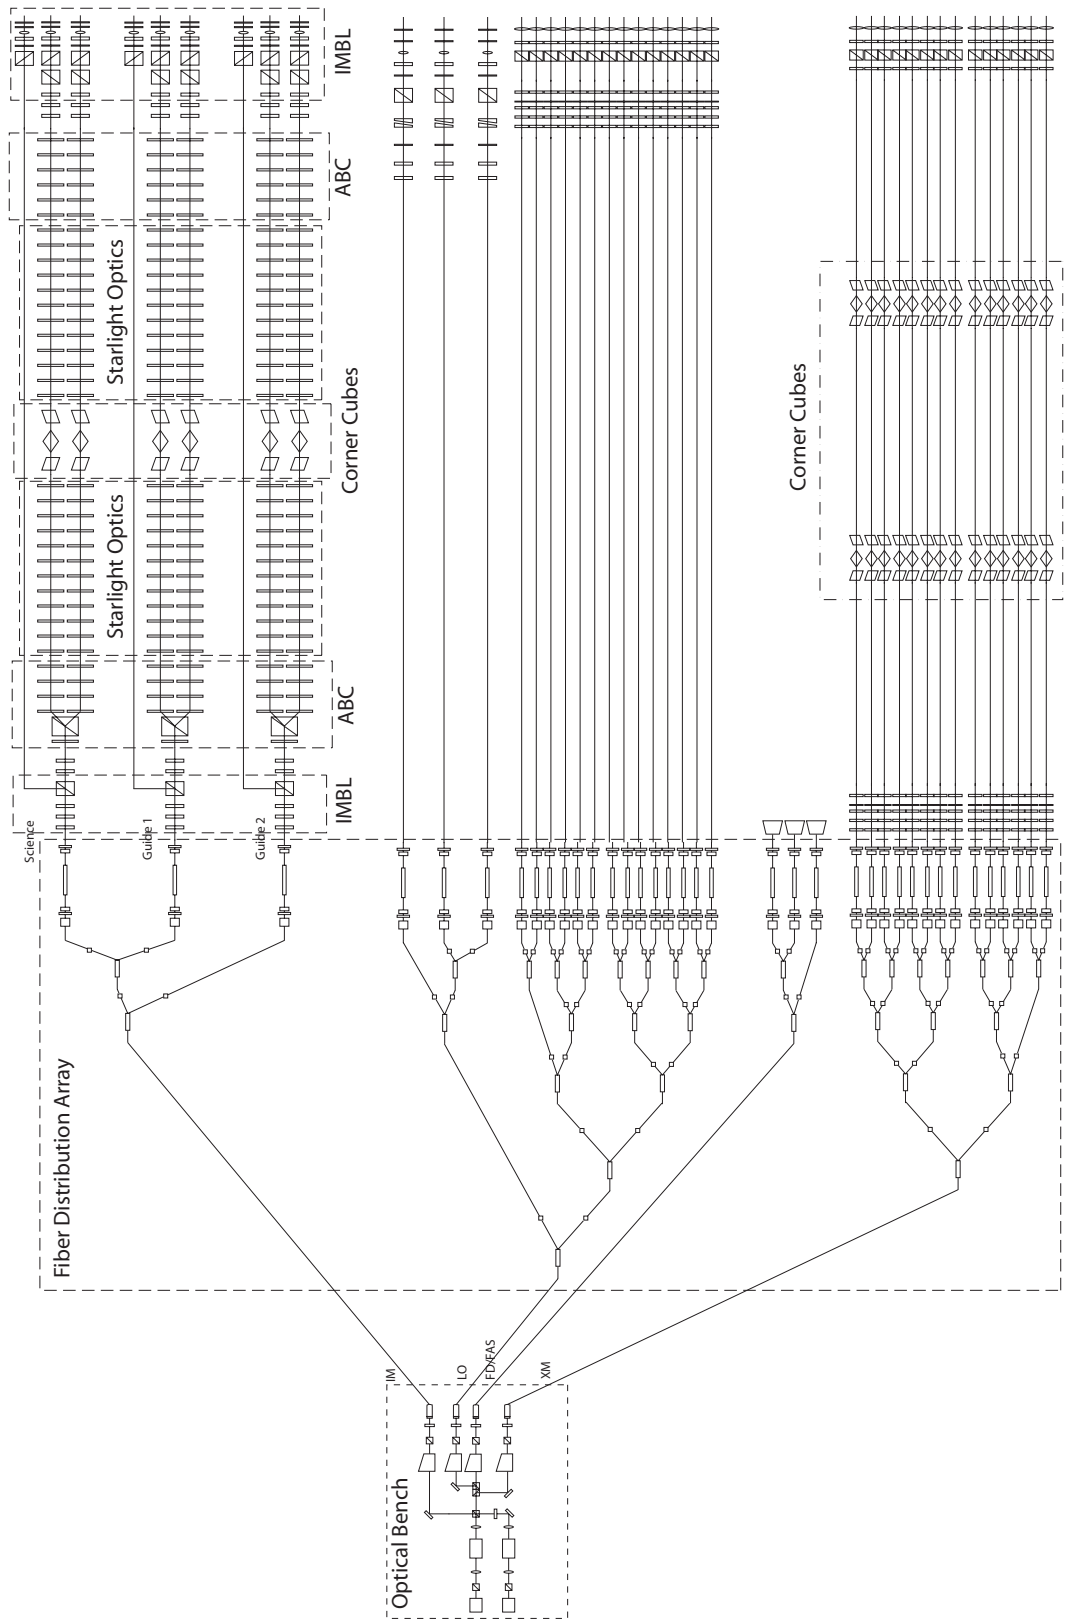 IMBL
ABC
Starlight Optics
Corner Cubes
Starlight Optics
ABC
IMBL
Science
Guide 1
Guide 2
Corner Cubes
Fiber Distribution Array
IM
LO
FD/FAS
XM
Optical Bench